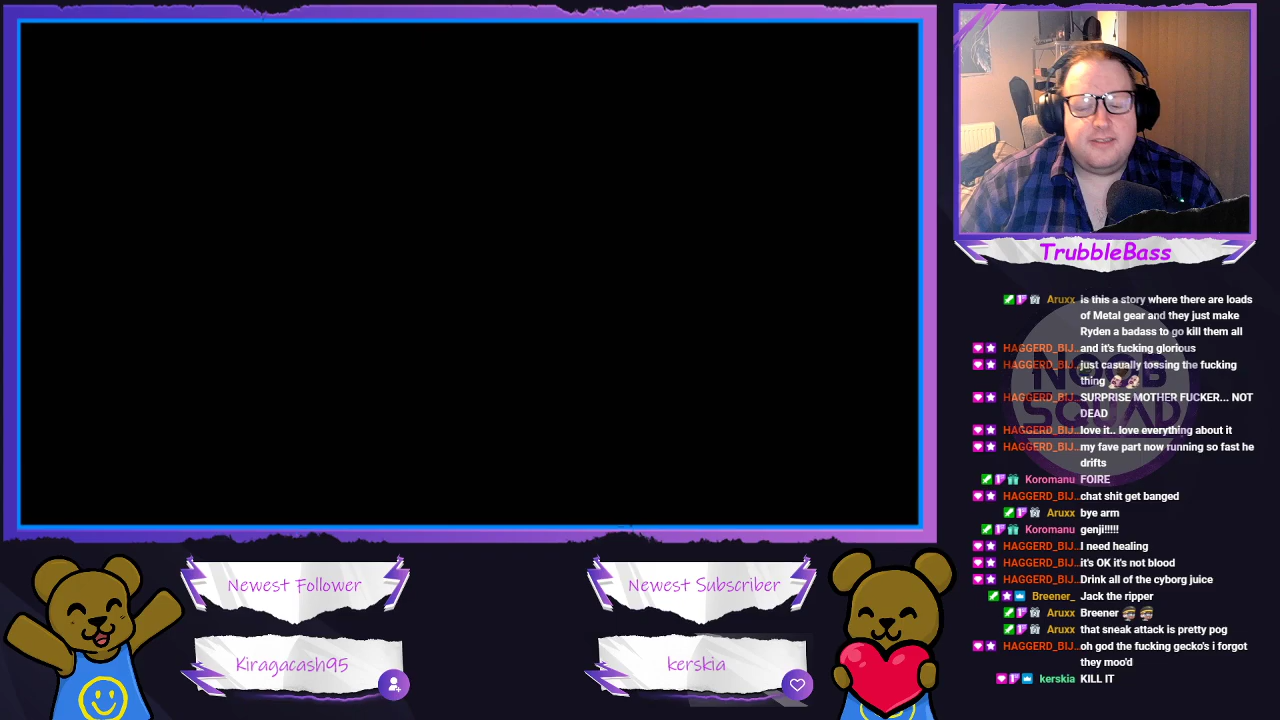 TrubbleBass
Aruxx is this a story where there are loads
of Metal gear and they just make
Ryden a badass to go kill them all
HAGGERD_BIJ... and it's fucking glorious
HAGGERD_BIJ... just casually tossing the fucking
thing
HAGGERD_BIJ... SURPRISE MOTHER FUCKER... NOT
DEAD
HAGGERD_BIJ... love it.. love everything about it
HAGGERD_BIJ... my fave part now running so fast he
drifts
Koromanu FOIRE
HAGGERD_BIJ... chat shit get banged
Aruxx bye arm
Koromanu genji!!!!!
HAGGERD_BIJ... I need healing
HAGGERD_BIJ... it's OK it's not blood
HAGGERD_BIJ... Drink all of the cyborg juice
Breener_ Jack the ripper
Aruxx Breener
Aruxx that sneak attack is pretty pog
HAGGERD_BIJ... oh god the fucking gecko's i forgot
they moo'd
kerskia KILL IT
NOOB
SQUAD
Newest Follower
Kiragacash95
Newest Subscriber
kerskia